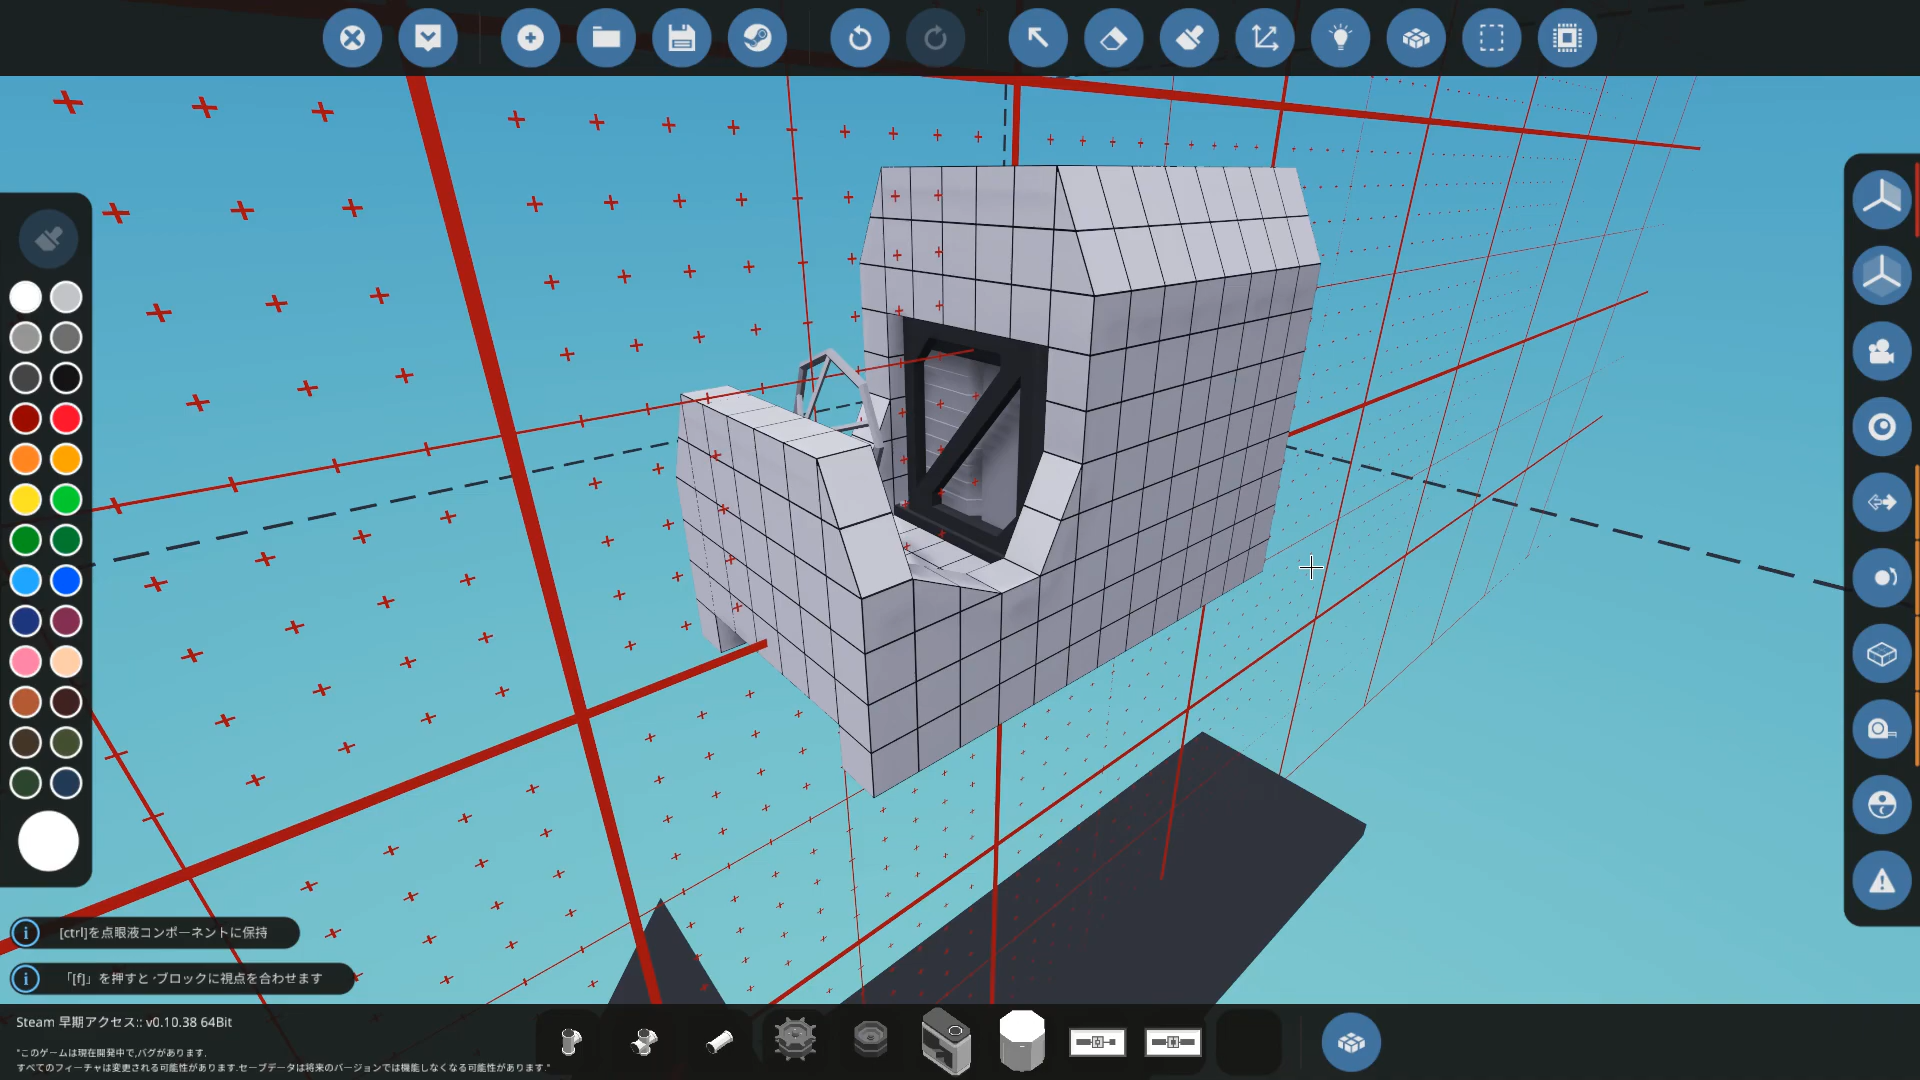 [ctrl]を点眼液コンポーネントに保持
「[f]」を押すと·ブロックに視点を合わせます
Steam 早期アクセス:: v0.10.38 64Bit
"このゲームは現在開発中で,バグがあります.
すべてのフィーチャは変更される可能性があります.セーブデータは将来のバージョンでは機能しなくなる可能性があります."